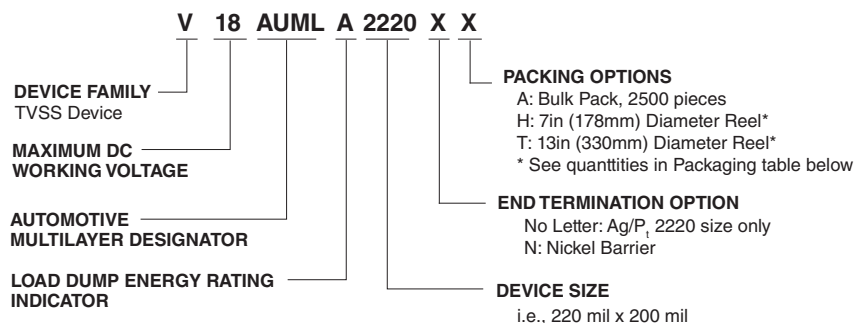 V 18 AUML A 2220 X X
DEVICE FAMILY
TVSS Device
MAXIMUM DC
WORKING VOLTAGE
AUTOMOTIVE
MULTILAYER DESIGNATOR
LOAD DUMP ENERGY RATING
INDICATOR
PACKING OPTIONS
A: Bulk Pack, 2500 pieces
H: 7in (178mm) Diameter Reel*
T: 13in (330mm) Diameter Reel*
* See quanttities in Packaging table below
END TERMINATION OPTION
No Letter: Ag/Pt 2220 size only
N: Nickel Barrier
DEVICE SIZE
i.e., 220 mil x 200 mil